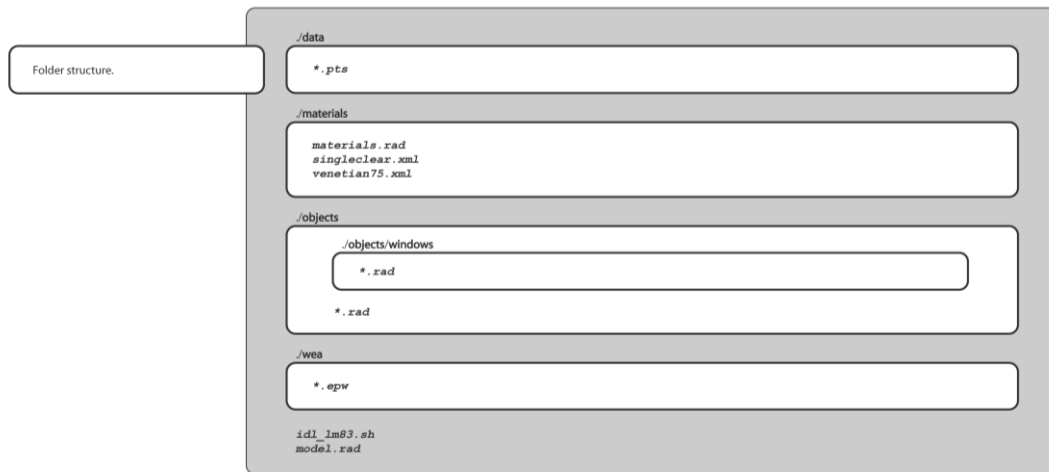 ./data
Folder structure.
*.pts
./materials
materials.rad
singleclear.xml
venetian75.xml
./objects
./objects/windows
*.rad
*.rad
./wea
*.epw
idl_lm83.sh
model.rad